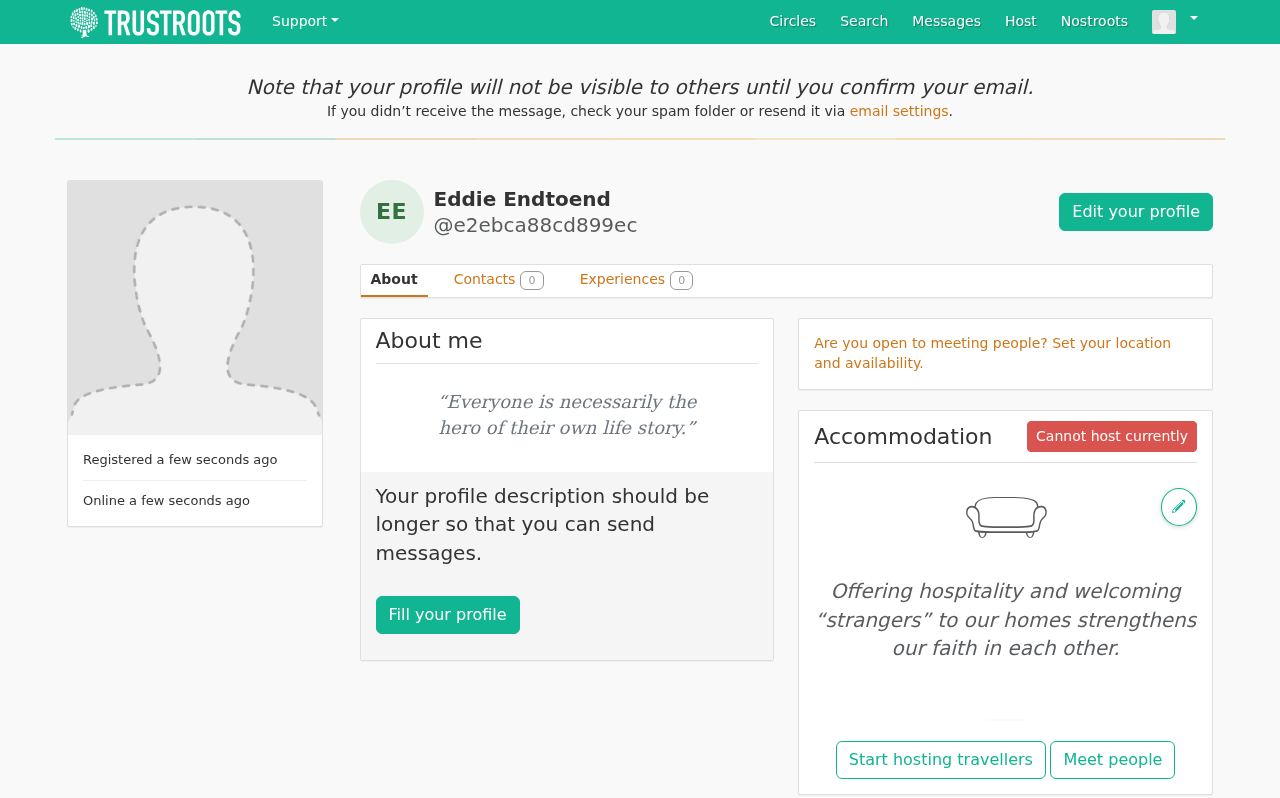 TRUSTROOTS
Support
Circles
Search
Messages
Host
Nostroots
Note that your profile will not be visible to others until you confirm your email.
If you didn’t receive the message, check your spam folder or resend it via email settings.
EE
Eddie Endtoend
@e2ebca88cd899ec
Edit your profile
About
Contacts 0
Experiences 0
Registered a few seconds ago
Online a few seconds ago
About me
“Everyone is necessarily the
hero of their own life story.”
Your profile description should be
longer so that you can send
messages.
Fill your profile
Are you open to meeting people? Set your location
and availability.
Accommodation
Cannot host currently
Offering hospitality and welcoming
“strangers” to our homes strengthens
our faith in each other.
Start hosting travellers
Meet people